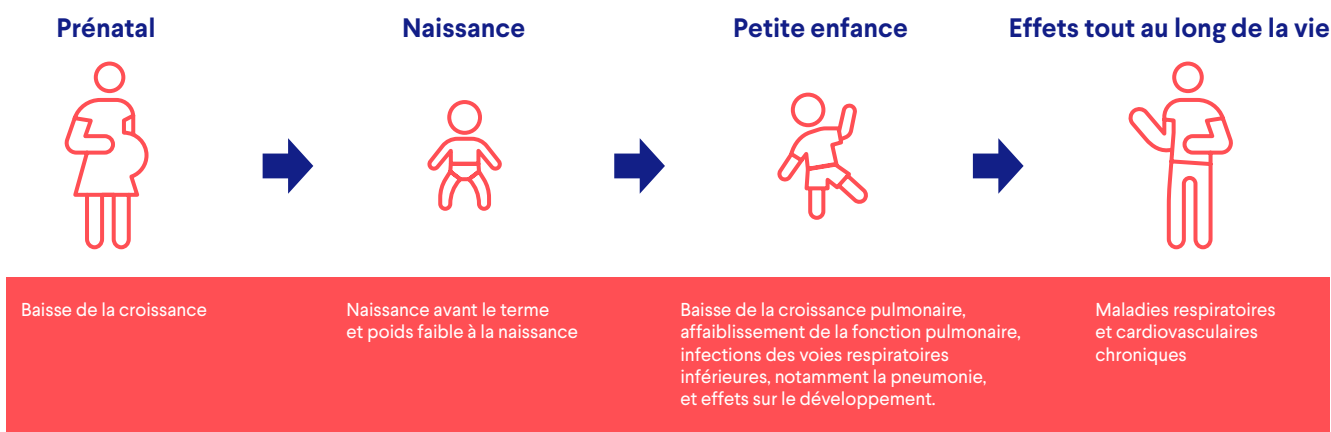 Prénatal
Naissance
Petite enfance
Effets tout au long de la vie
Baisse de la croissance
Naissance avant le terme
et poids faible à la naissance
Baisse de la croissance pulmonaire,
affaiblissement de la fonction pulmonaire,
infections des voies respiratoires
inférieures, notamment la pneumonie,
et effets sur le développement.
Maladies respiratoires
et cardiovasculaires
chroniques